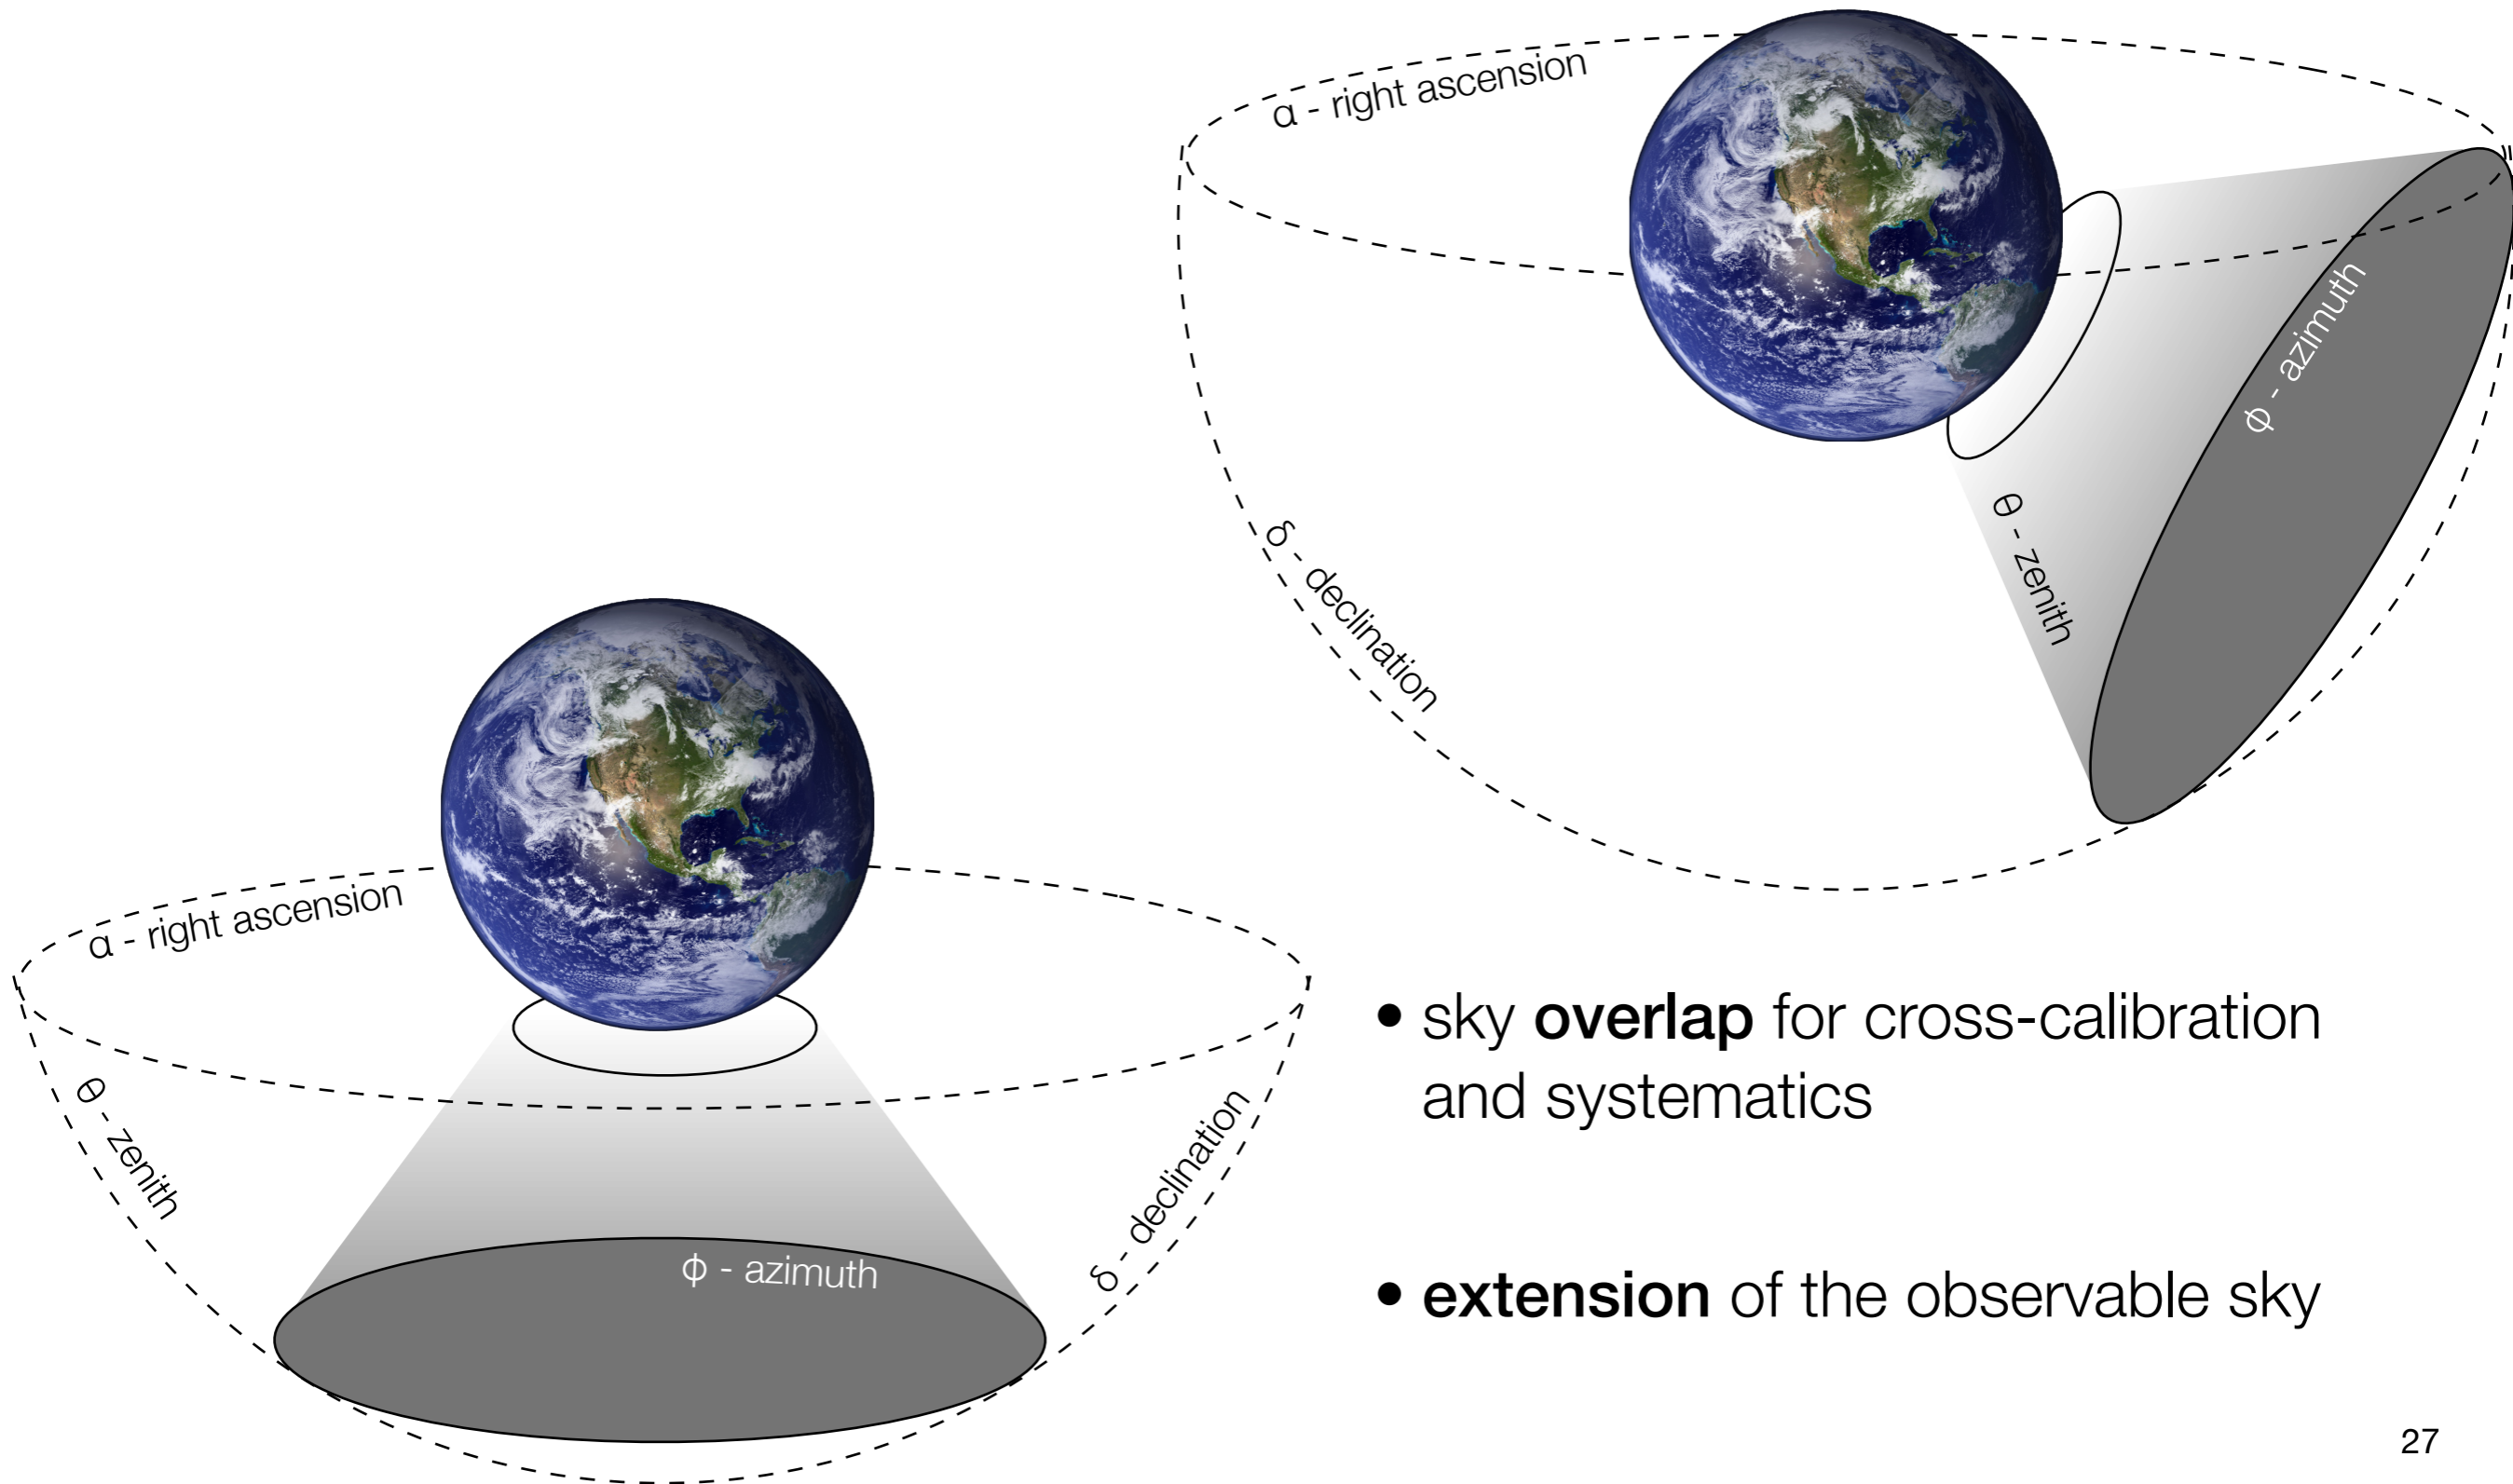 α - right ascension
δ - declination
θ - zenith
ϕ - azimuth
α - right ascension
θ - zenith
ϕ - azimuth
δ - declination
• sky overlap for cross-calibration
and systematics
• extension of the observable sky
27